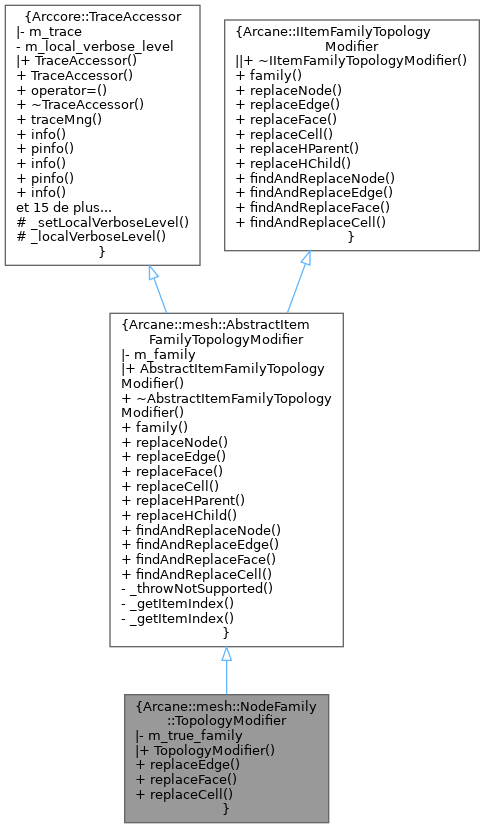 {Arccore::TraceAccessor
|- m_trace
- m_local_verbose_level
|+ TraceAccessor()
+ TraceAccessor()
+ operator=()
+ ~TraceAccessor()
+ traceMng()
+ info()
+ pinfo()
+ info()
+ pinfo()
+ info()
et 15 de plus...
# _setLocalVerboseLevel()
# _localVerboseLevel()
}
{Arcane::IItemFamilyTopology
Modifier
||+ ~IItemFamilyTopologyModifier()
+ family()
+ replaceNode()
+ replaceEdge()
+ replaceFace()
+ replaceCell()
+ replaceHParent()
+ replaceHChild()
+ findAndReplaceNode()
+ findAndReplaceEdge()
+ findAndReplaceFace()
+ findAndReplaceCell()
}
{Arcane::mesh::AbstractItem
FamilyTopologyModifier
|- m_family
|+ AbstractItemFamilyTopology
Modifier()
+ ~AbstractItemFamilyTopology
Modifier()
+ family()
+ replaceNode()
+ replaceEdge()
+ replaceFace()
+ replaceCell()
+ replaceHParent()
+ replaceHChild()
+ findAndReplaceNode()
+ findAndReplaceEdge()
+ findAndReplaceFace()
+ findAndReplaceCell()
- _throwNotSupported()
- _getItemIndex()
- _getItemIndex()
}
{Arcane::mesh::NodeFamily
::TopologyModifier
|- m_true_family
|+ TopologyModifier()
+ replaceEdge()
+ replaceFace()
+ replaceCell()
}